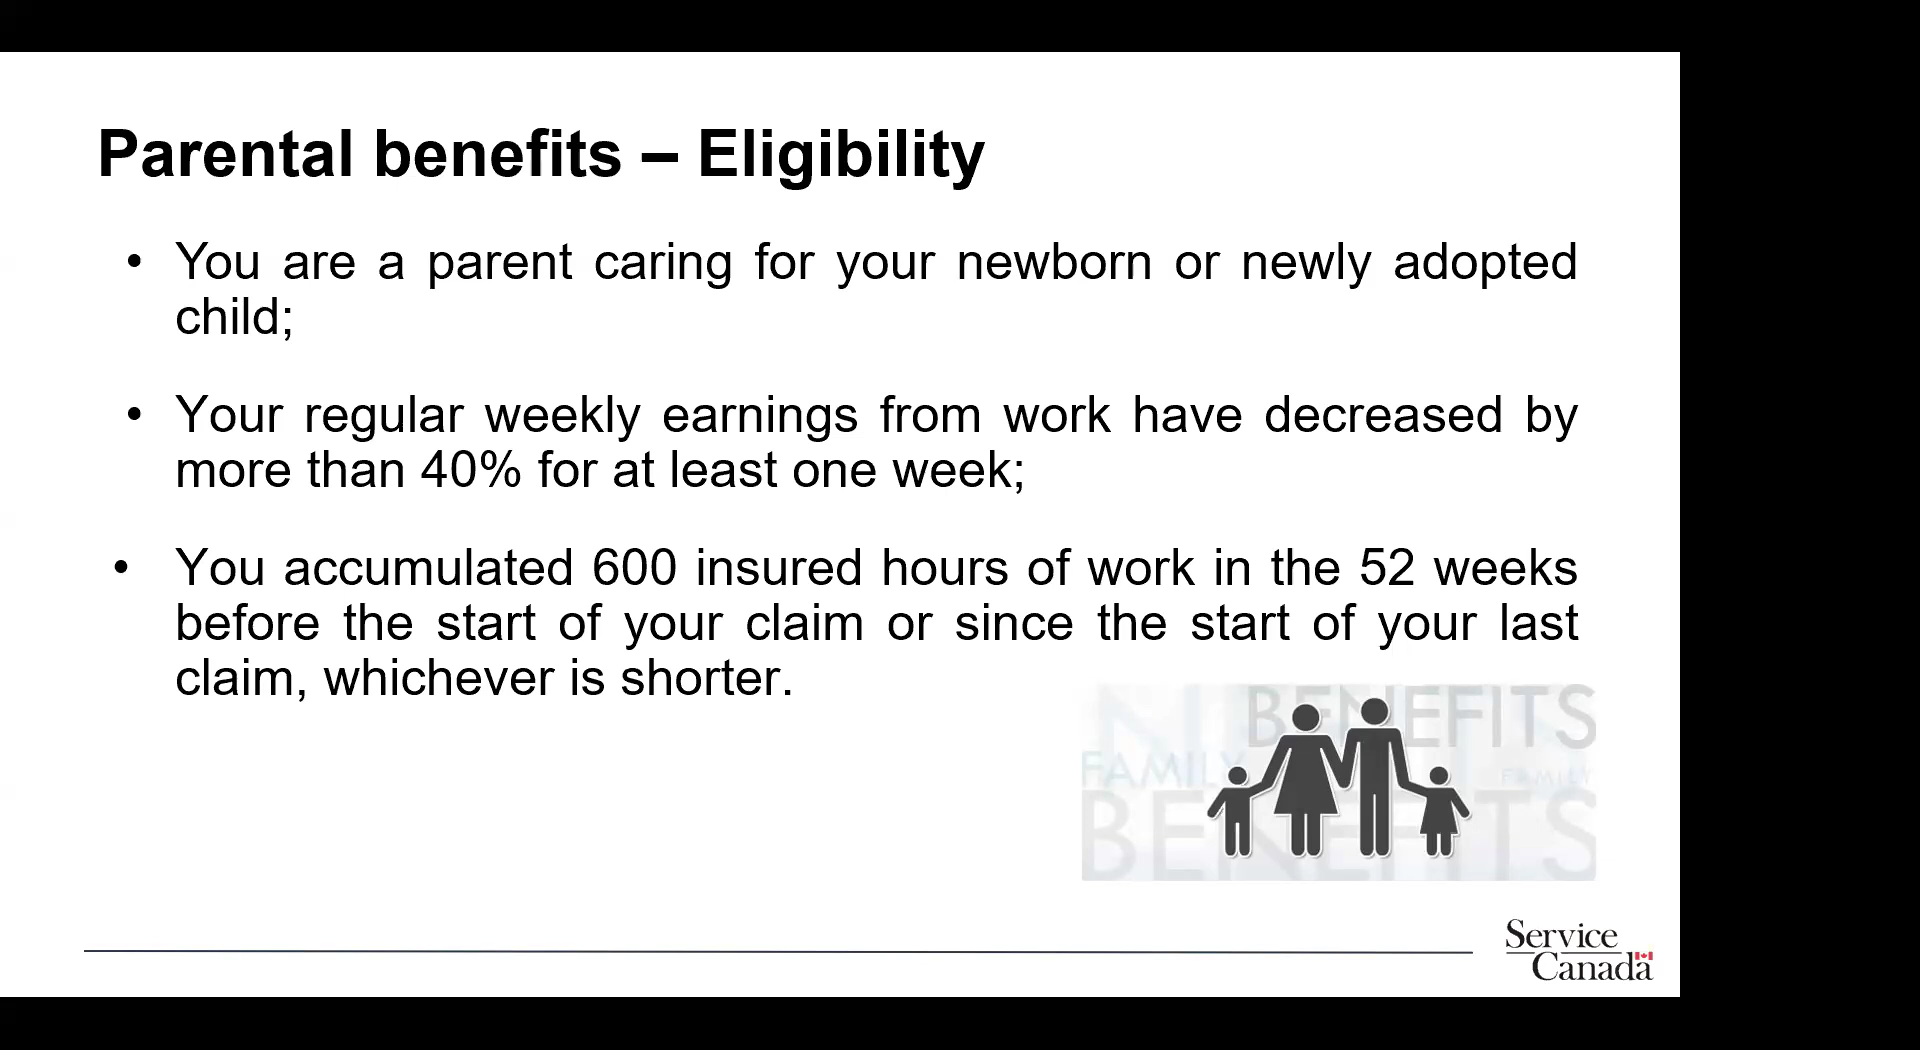 Parental benefits – Eligibility
• You are a parent caring for your newborn or newly adopted
child;
• Your regular weekly earnings from work have decreased by
more than 40% for at least one week;
• You accumulated 600 insured hours of work in the 52 weeks
before the start of your claim or since the start of your last
claim, whichever is shorter.
BENEFITS
FAMILY
FAMILY
BENEFITS
Service
Canada